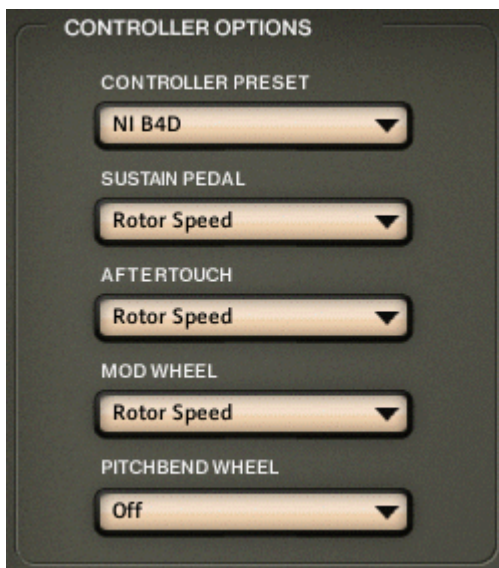 CONTROLLER OPTIONS
CONTROLLER PRESET
NI B4D
SUSTAIN PEDAL
Rotor Speed
AFTERTOUCH
Rotor Speed
MOD WHEEL
Rotor Speed
PITCHBEND WHEEL
Off